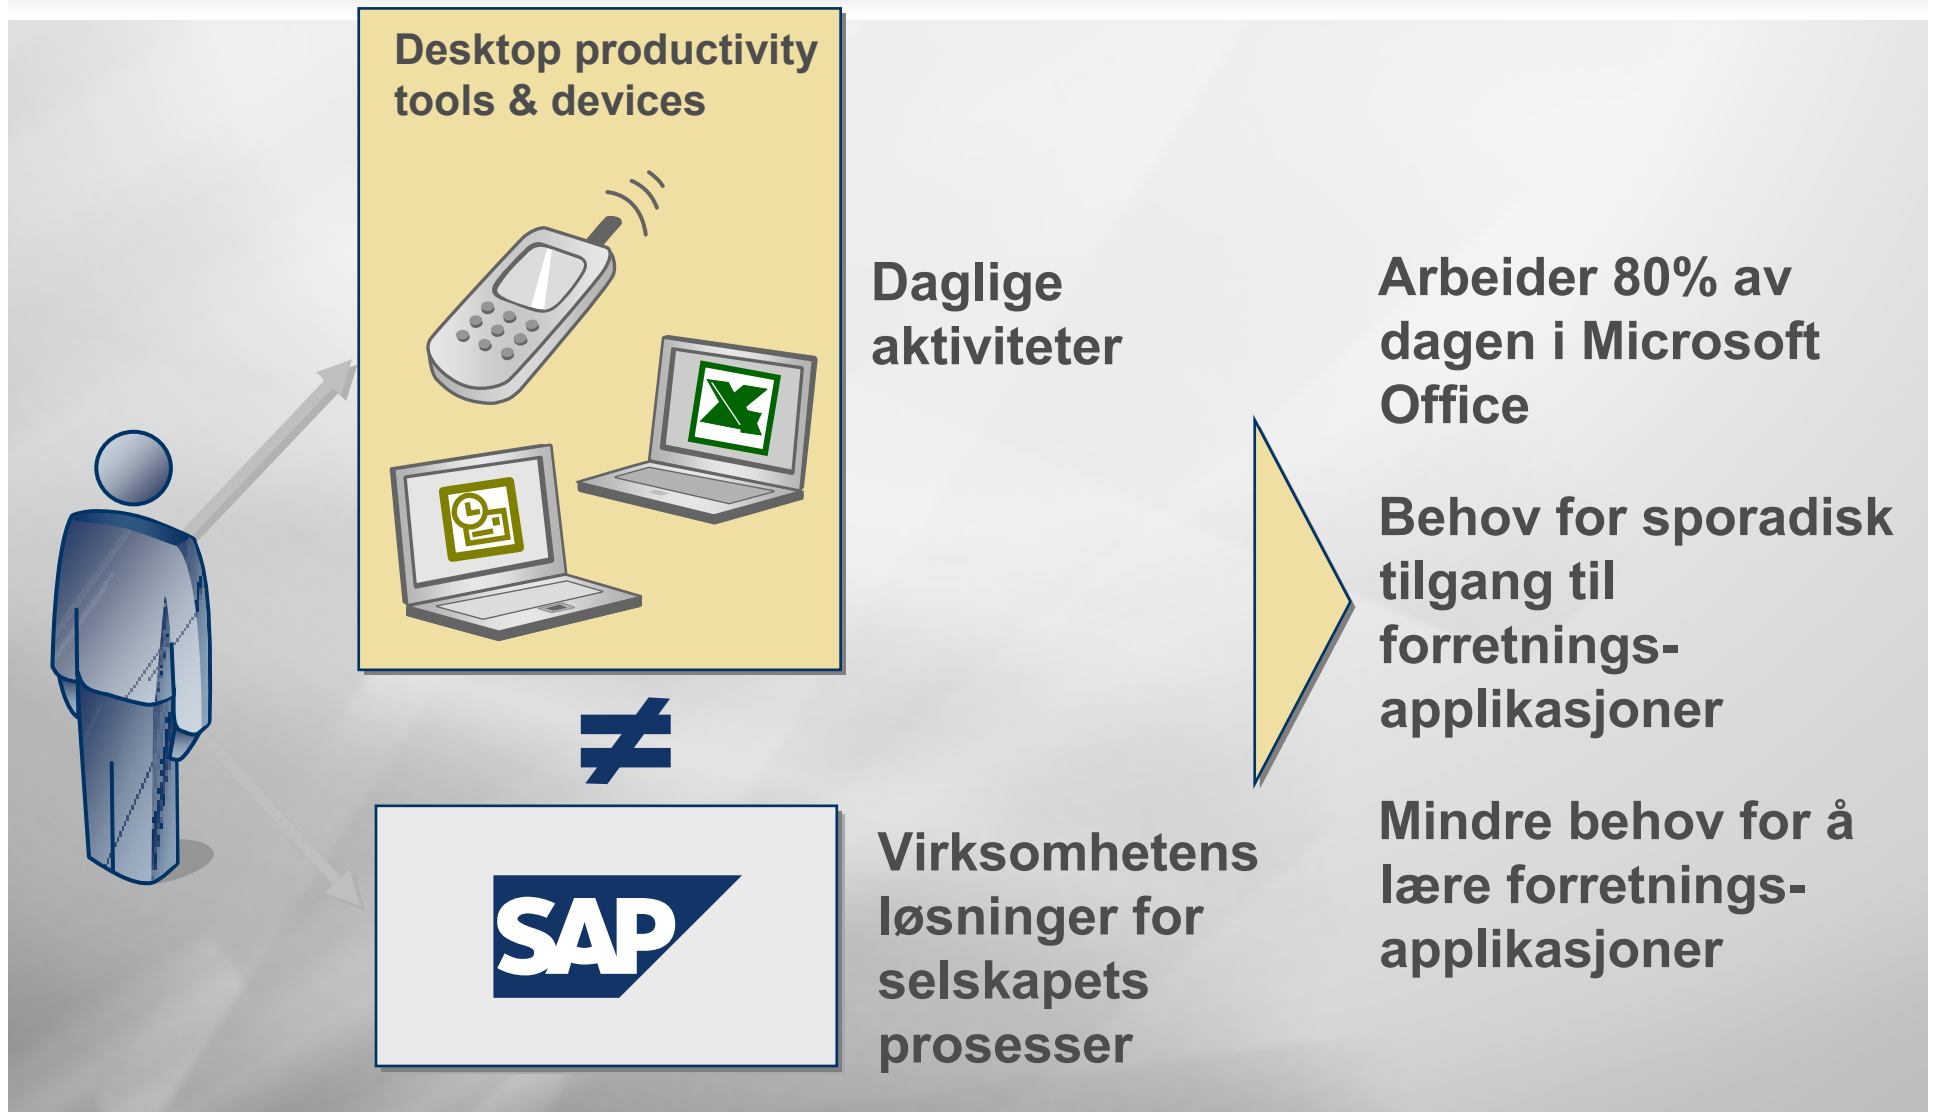 Desktop productivity
tools & devices
Daglige
aktiviteter
≠
SAP
Virksomhetens
løsninger for
selskapets
prosesser
Arbeider 80% av
dagen i Microsoft
Office
Behov for sporadisk
tilgang til
forretnings-
applikasjoner
Mindre behov for å
lære forretnings-
applikasjoner